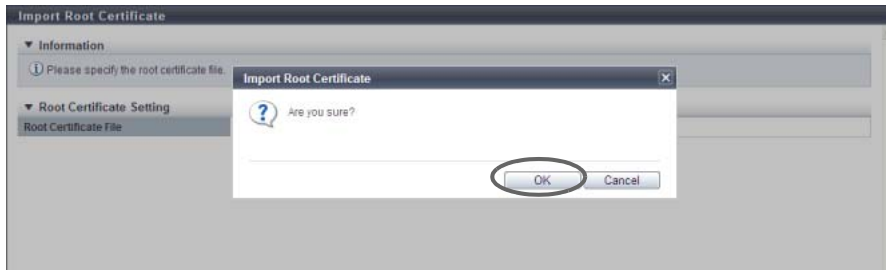 Import Root Certificate
Information
Please specify the root certificate file.
Import Root Certificate
Are you sure?
Root Certificate Setting
Root Certificate File
OK
Cancel